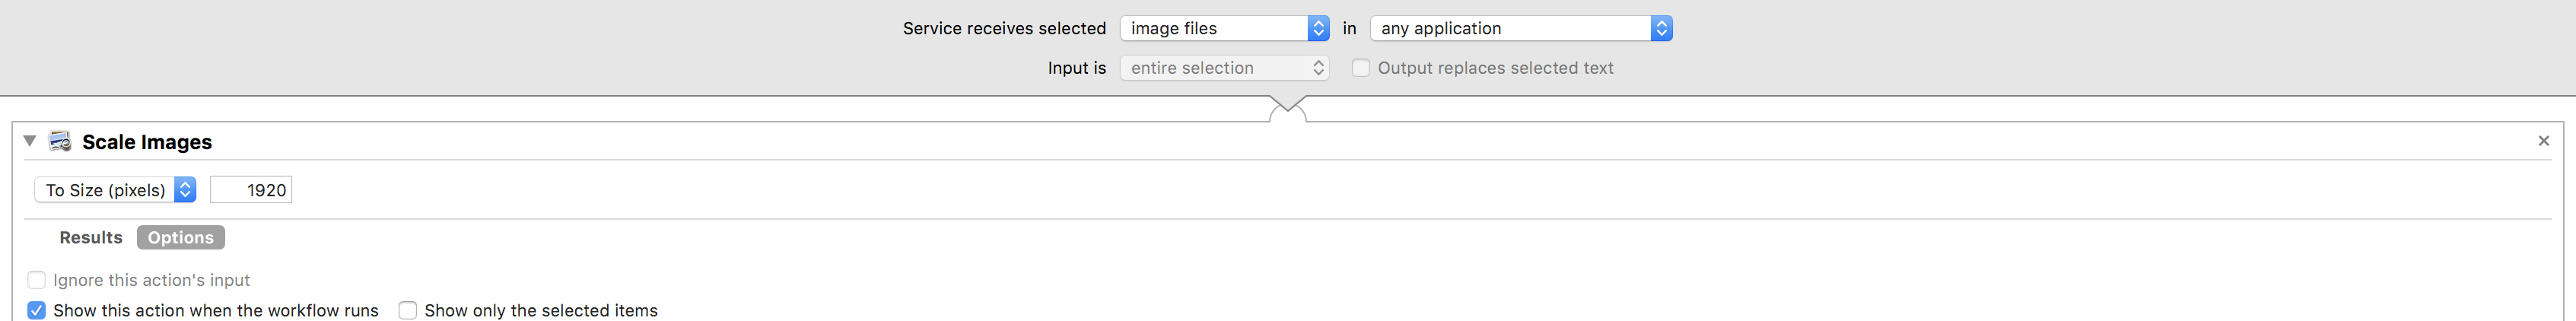 Service receives selected image files in any application
Input is entire selection Output replaces selected text
Scale Images
To Size (pixels) 1920
Results Options
Ignore this action's input
Show this action when the workflow runs Show only the selected items